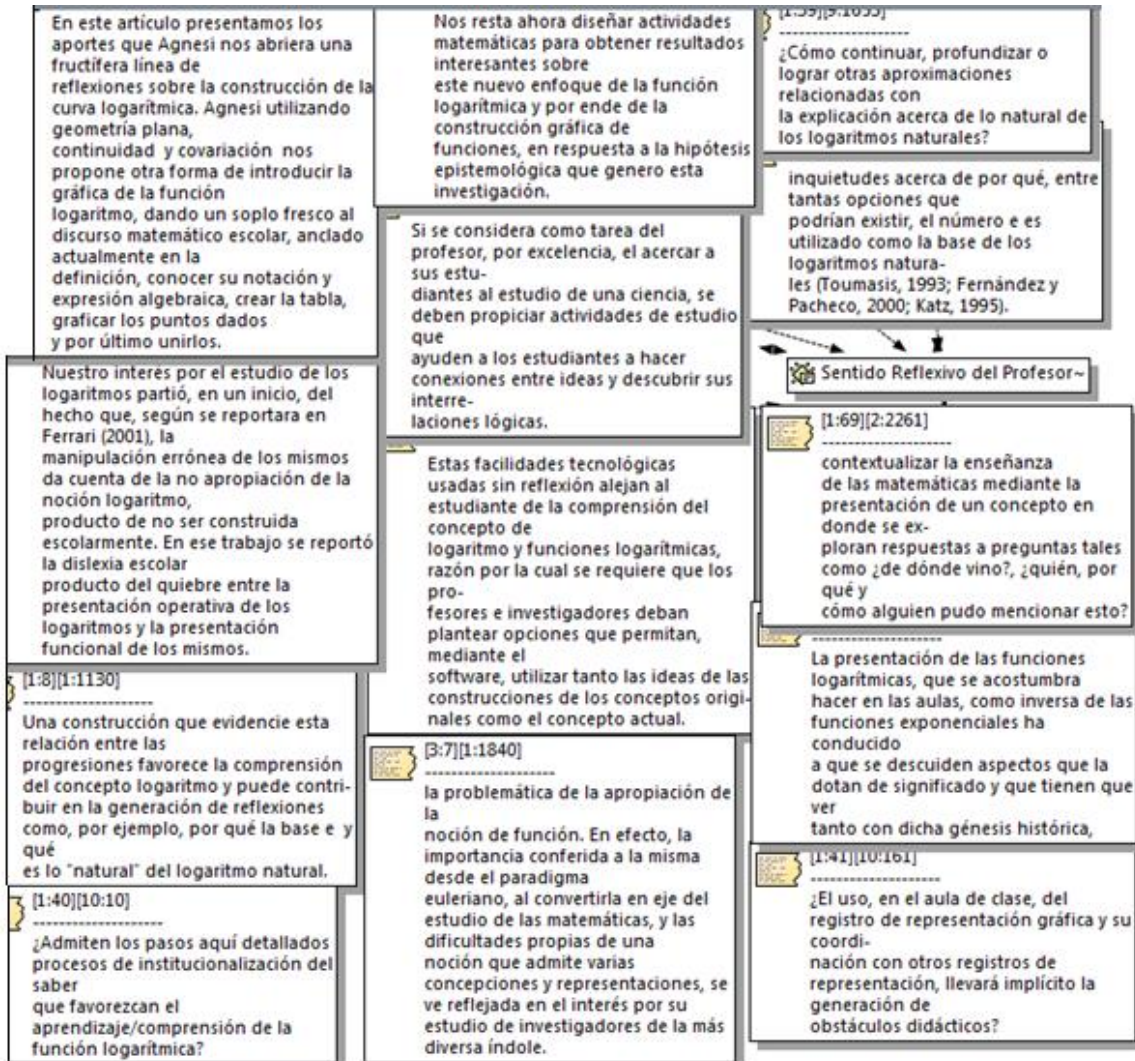 En este artículo presentamos los
aportes que Agnesi nos abriera una
fructífera línea de
reflexiones sobre la construcción de la
curva logarítmica. Agnesi utilizando
geometría plana,
continuidad y covariación nos
propone otra forma de introducir la
gráfica de la función
logaritmo, dando un soplo fresco al
discurso matemático escolar, anclado
actualmente en la
definición, conocer su notación y
expresión algebraica, crear la tabla,
graficar los puntos dados
y por último unirlos.
Nuestro interés por el estudio de los
logaritmos partió, en un inicio, del
hecho que, según se reportara en
Ferrari (2001), la
manipulación errónea de los mismos
da cuenta de la no apropiación de la
noción logaritmo,
producto de no ser construida
escolarmente. En ese trabajo se reportó
la dislexia escolar
producto del quiebre entre la
presentación operativa de los
logaritmos y la presentación
funcional de los mismos.
[1:8][1:1130]
--------------------
Una construcción que evidencie esta
relación entre las
progresiones favorece la comprensión
del concepto logaritmo y puede contri-
buir en la generación de reflexiones
como, por ejemplo, por qué la base e y
qué
es lo "natural" del logaritmo natural.
[1:40][10:10]
--------------------
¿Admiten los pasos aquí detallados
procesos de institucionalización del
saber
que favorezcan el
aprendizaje/comprensión de la
función logarítmica?
Nos resta ahora diseñar actividades
matemáticas para obtener resultados
interesantes sobre
este nuevo enfoque de la función
logarítmica y por ende de la
construcción gráfica de
funciones, en respuesta a la hipótesis
epistemológica que genero esta
investigación.
Si se considera como tarea del
profesor, por excelencia, el acercar a
sus estu-
diantes al estudio de una ciencia, se
deben propiciar actividades de estudio
que
ayuden a los estudiantes a hacer
conexiones entre ideas y descubrir sus
interre-
laciones lógicas.
Estas facilidades tecnológicas
usadas sin reflexión alejan al
estudiante de la comprensión del
concepto de
logaritmo y funciones logarítmicas,
razón por la cual se requiere que los
pro-
fesores e investigadores deban
plantear opciones que permitan,
mediante el
software, utilizar tanto las ideas de las
construcciones de los conceptos origi-
nales como el concepto actual.
[3:7][1:1840]
--------------------
la problemática de la apropiación de
la
noción de función. En efecto, la
importancia conferida a la misma
desde el paradigma
euleriano, al convertirla en eje del
estudio de las matemáticas, y las
dificultades propias de una
noción que admite varias
concepciones y representaciones, se
ve reflejada en el interés por su
estudio de investigadores de la más
diversa índole.
[1:39][9:1635]
--------------------
¿Cómo continuar, profundizar o
lograr otras aproximaciones
relacionadas con
la explicación acerca de lo natural de
los logaritmos naturales?
inquietudes acerca de por qué, entre
tantas opciones que
podrían existir, el número e es
utilizado como la base de los
logaritmos natura-
les (Toumasis, 1993; Fernández y
Pacheco, 2000; Katz, 1995).
Sentido Reflexivo del Profesor~
[1:69][2:2261]
--------------------
contextualizar la enseñanza
de las matemáticas mediante la
presentación de un concepto en
donde se ex-
ploran respuestas a preguntas tales
como ¿de dónde vino?, ¿quién, por
qué y
cómo alguien pudo mencionar esto?
--------------------
La presentación de las funciones
logarítmicas, que se acostumbra
hacer en las aulas, como inversa de las
funciones exponenciales ha
conducido
a que se descuiden aspectos que la
dotan de significado y que tienen que
ver
tanto con dicha génesis histórica,
[1:41][10:161]
--------------------
¿El uso, en el aula de clase, del
registro de representación gráfica y su
coordi-
nación con otros registros de
representación, llevará implícito la
generación de
obstáculos didácticos?